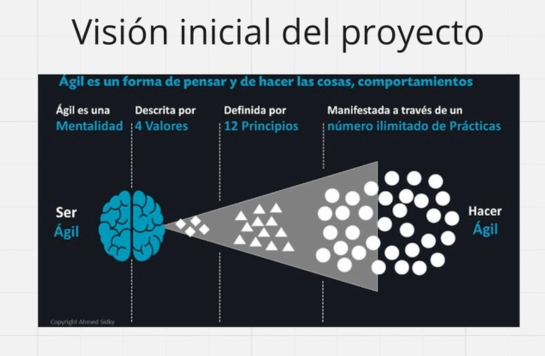 Visión inicial del proyecto
Ágil es un forma de pensar y de hacer las cosas, comportamientos
Ágil es una
Mentalidad
Descrita por
4 Valores
Definida por
12 Principios
Manifestada a través de un
número ilimitado de Prácticas
Ser
Ágil
Hacer
Ágil
Copyright Ahmed Sidky